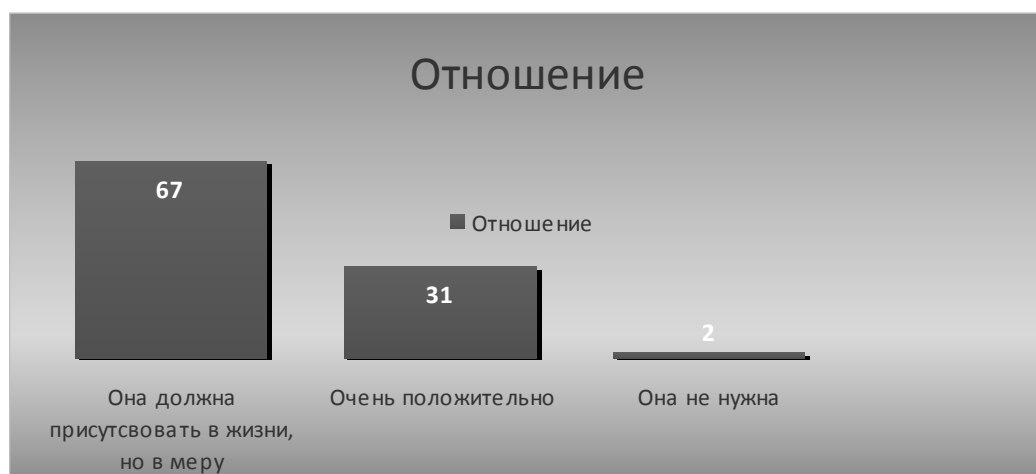 Отношение
67
Отношение
31
2
Она должна
присутсвовать в жизни,
но в меру
Очень положительно
Она не нужна